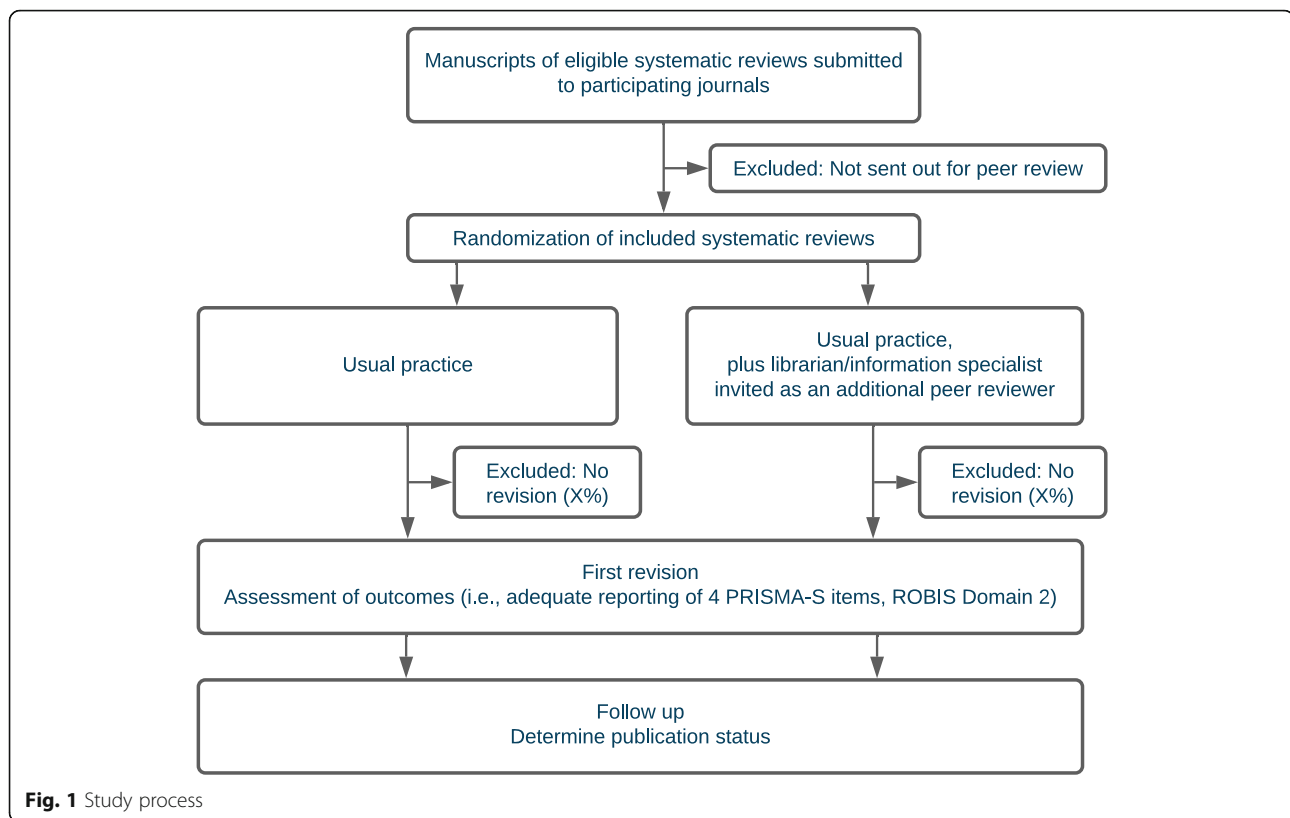 Manuscripts of eligible systematic reviews submitted
to participating journals
Excluded: Not sent out for peer review
Randomization of included systematic reviews
Usual practice
Usual practice,
plus librarian/information specialist
invited as an additional peer reviewer
Excluded: No
revision (X%)
Excluded: No
revision (X%)
First revision
Assessment of outcomes (i.e., adequate reporting of 4 PRISMA-S items, ROBIS Domain 2)
Follow up
Determine publication status
Fig. 1 Study process